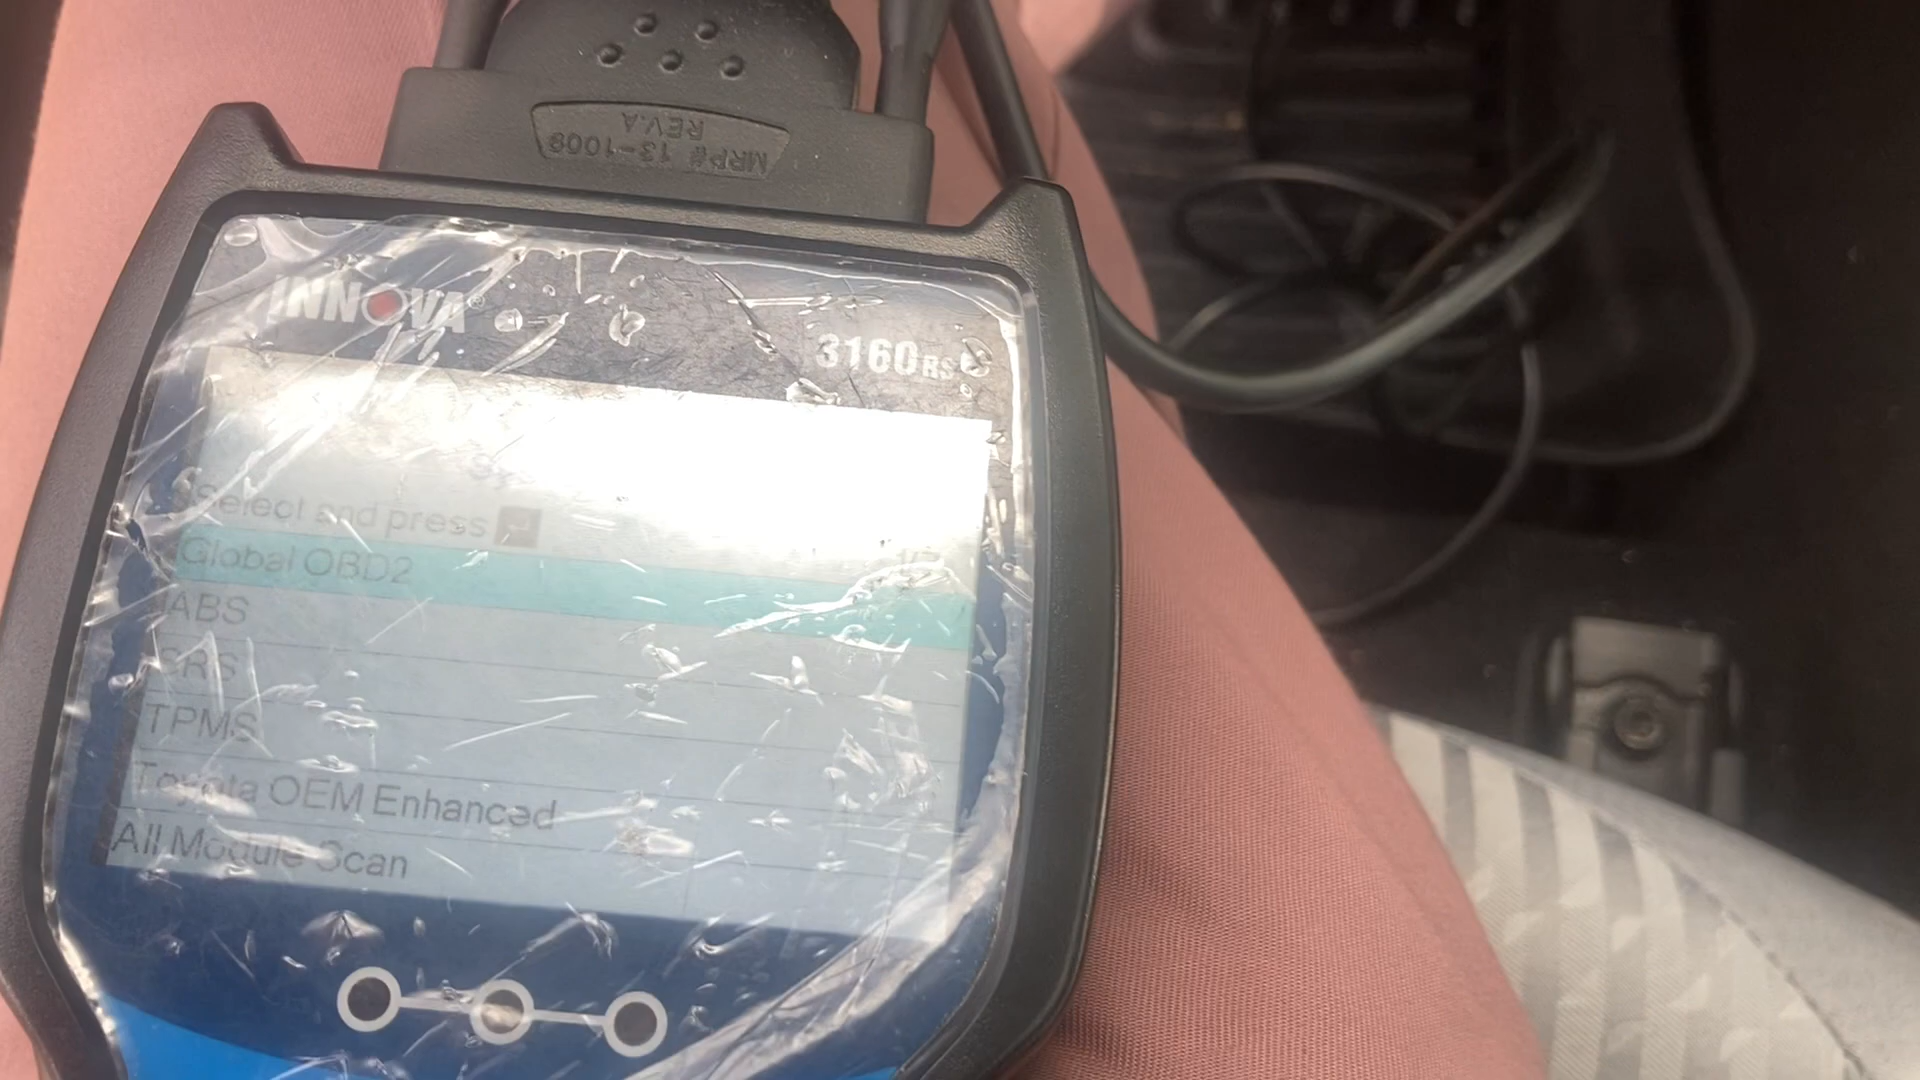 MRP# 13-1009
REV.A
INNOVA®
3160RS
Select and press
Global OBD2
ABS
SRS
TPMS
Toyota OEM Enhanced
All Module Scan